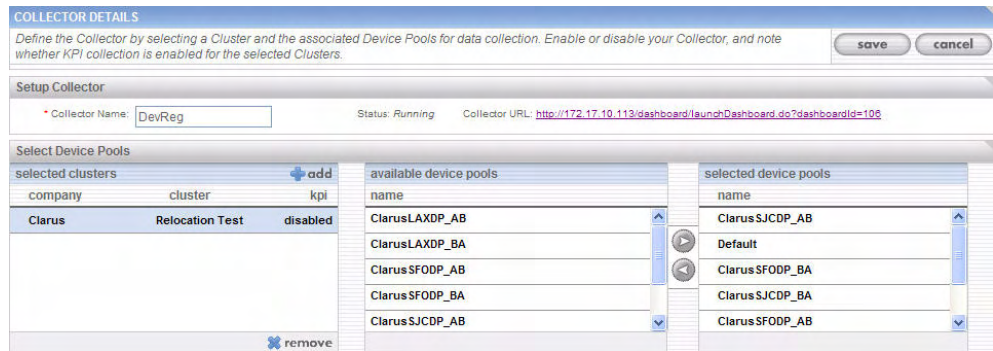 COLLECTOR DETAILS
Define the Collector by selecting a Cluster and the associated Device Pools for data collection. Enable or disable your Collector, and note
whether KPI collection is enabled for the selected Clusters.
save cancel
Setup Collector
* Collector Name: DevReg Status: Running Collector URL: http://172.17.10.113/dashboard/launchDashboard.do?dashboardId=106
Select Device Pools
selected clusters add
company cluster kpi
Clarus Relocation Test disabled
remove
available device pools
name
ClarusLAXDP_AB
ClarusLAXDP_BA
ClarusSFODP_AB
ClarusSFODP_BA
ClarusSJCDP_AB
selected device pools
name
ClarusSJCDP_AB
Default
ClarusSFODP_BA
ClarusSJCDP_BA
ClarusSFODP_AB